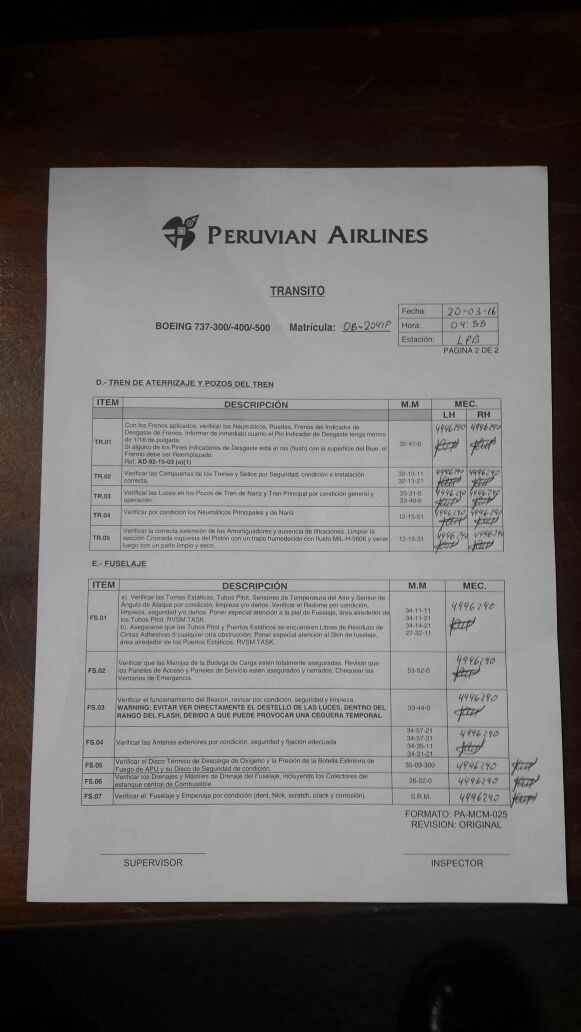 PERUVIAN AIRLINES
TRANSITO
BOEING 737-300/-400/-500 Matrícula: OB-2041P
Fecha: 20-03-16
Hora: 04:55
Estación: LPB
PAGINA 2 DE 2
D.- TREN DE ATERRIZAJE Y POZOS DEL TREN
ITEM DESCRIPCIÓN M.M MEC.
LH RH
Con los Frenos aplicados, verificar los Neumáticos, Ruedas, Frenos del Indicador de 4996290 4996290
Desgaste de Frenos. Informar de inmediato cuanto el Pin Indicador de Desgaste tenga menos
de 1/16 de pulgada.
TR.01 Si alguno de los Pines indicadores de Desgaste está al ras (flush) con la superficie del Buje, el 32-41-0
Frenno debe ser Reemplazado.
Ref. AD 92-15-03 (a)(1)
TR.02 Verificar las Compuertas de los Trenes y Sellos por Seguridad, condición e instalación 32-13-11 4996290 4996290
correcta. 32-13-21
TR.03 Verificar las Luces en los Pozos de Tren de Nariz y Tren Principal por condición general y 33-31-0 4996290 4996290
operación. 33-40-0
TR.04 Verificar por condición los Neumáticos Principales y de Nariz 12-15-51 4996290 4996290
TR.05 Verificar la correcta extensión de los Amortiguadores y ausencia de filtraciones. Limpiar la
sección Cromada expuesta del Pistón con un trapo humedecido con fluido MIL-H-5606 y secar 12-15-31 4996290 4996290
luego con un paño limpio y seco.
E.- FUSELAJE
ITEM DESCRIPCIÓN M.M MEC.
a). Verificar las Tomas Estáticas, Tubos Pitot, Sensores de Temperatura del Aire y Sensor de
Ángulo de Ataque por condición, limpieza y/o daños. Verificar el Radome por condición, 4996290
limpieza, seguridad y/o daños. Poner especial atención a la piel de Fuselaje, área alrededor de 34-11-11
FS.01 los Tubos Pitot. RVSM TASK. 34-11-21
b). Asegurarse que los Tubos Pitot y Puertos Estáticos se encuentren Libres de Residuos de 34-14-21
Cintas Adhesivas ó cualquier otra obstrucción. Poner especial atención al Skin de fuselaje, 27-32-11
área alrededor de los Puertos Estáticos. RVSM TASK.
Verificar que las Manijas de la Bodega de Carga estén totalmente aseguradas. Revisar que 4996290
FS.02 los Paneles de Acceso y Paneles de Servicio estén asegurados y cerrados. Chequear las 53-52-0
Ventanas de Emergencia.
Verificar el funcionamiento del Beacon, revisar por condición, seguridad y limpieza. 4996290
FS.03 WARNING: EVITAR VER DIRECTAMENTE EL DESTELLO DE LAS LUCES, DENTRO DEL 33-44-0
RANGO DEL FLASH, DEBIDO A QUE PUEDE PROVOCAR UNA CEGUERA TEMPORAL
34-57-21
FS.04 Verificar las Antenas exteriores por condición, seguridad y fijación adecuada. 34-57-31 4996290
34-35-11
34-31-21
FS.05 Verificar el Disco Térmico de Descarga de Oxígeno y la Presión de la Botella Extintora de 35-09-300 4996290
Fuego de APU y su Disco de Seguridad de condición.
FS.06 Verificar los Drenajes y Mástiles de Drenaje del Fuselaje, incluyendo los Colectores del 26-22-0 4996290
estanque central de Combustible
FS.07 Verificar el Fuselaje y Empenaje por condición (dent, Nick, scratch, crack y corrosión) S.R.M. 4996290
FORMATO: PA-MCM-025
REVISION: ORIGINAL
SUPERVISOR INSPECTOR